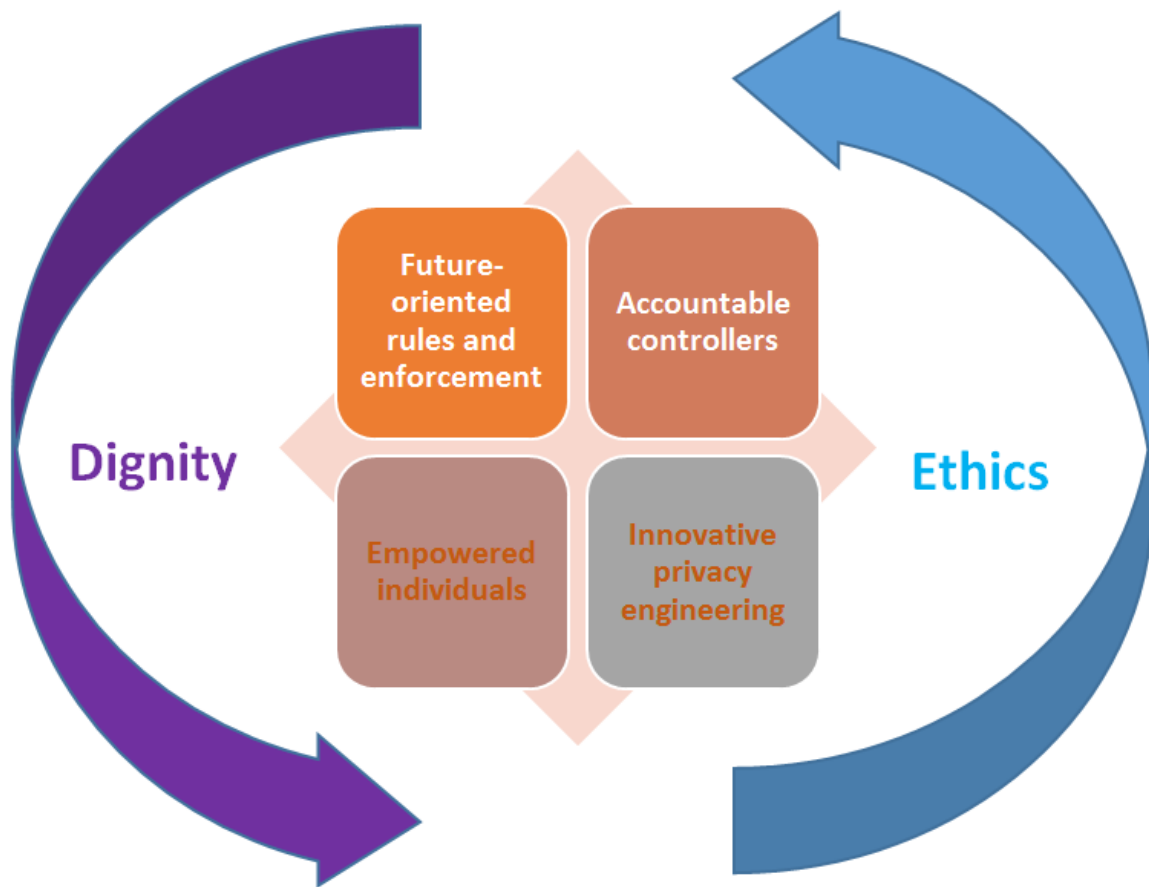 Future-
oriented
rules and
enforcement
Accountable
controllers
Dignity
Ethics
Empowered
individuals
Innovative
privacy
engineering